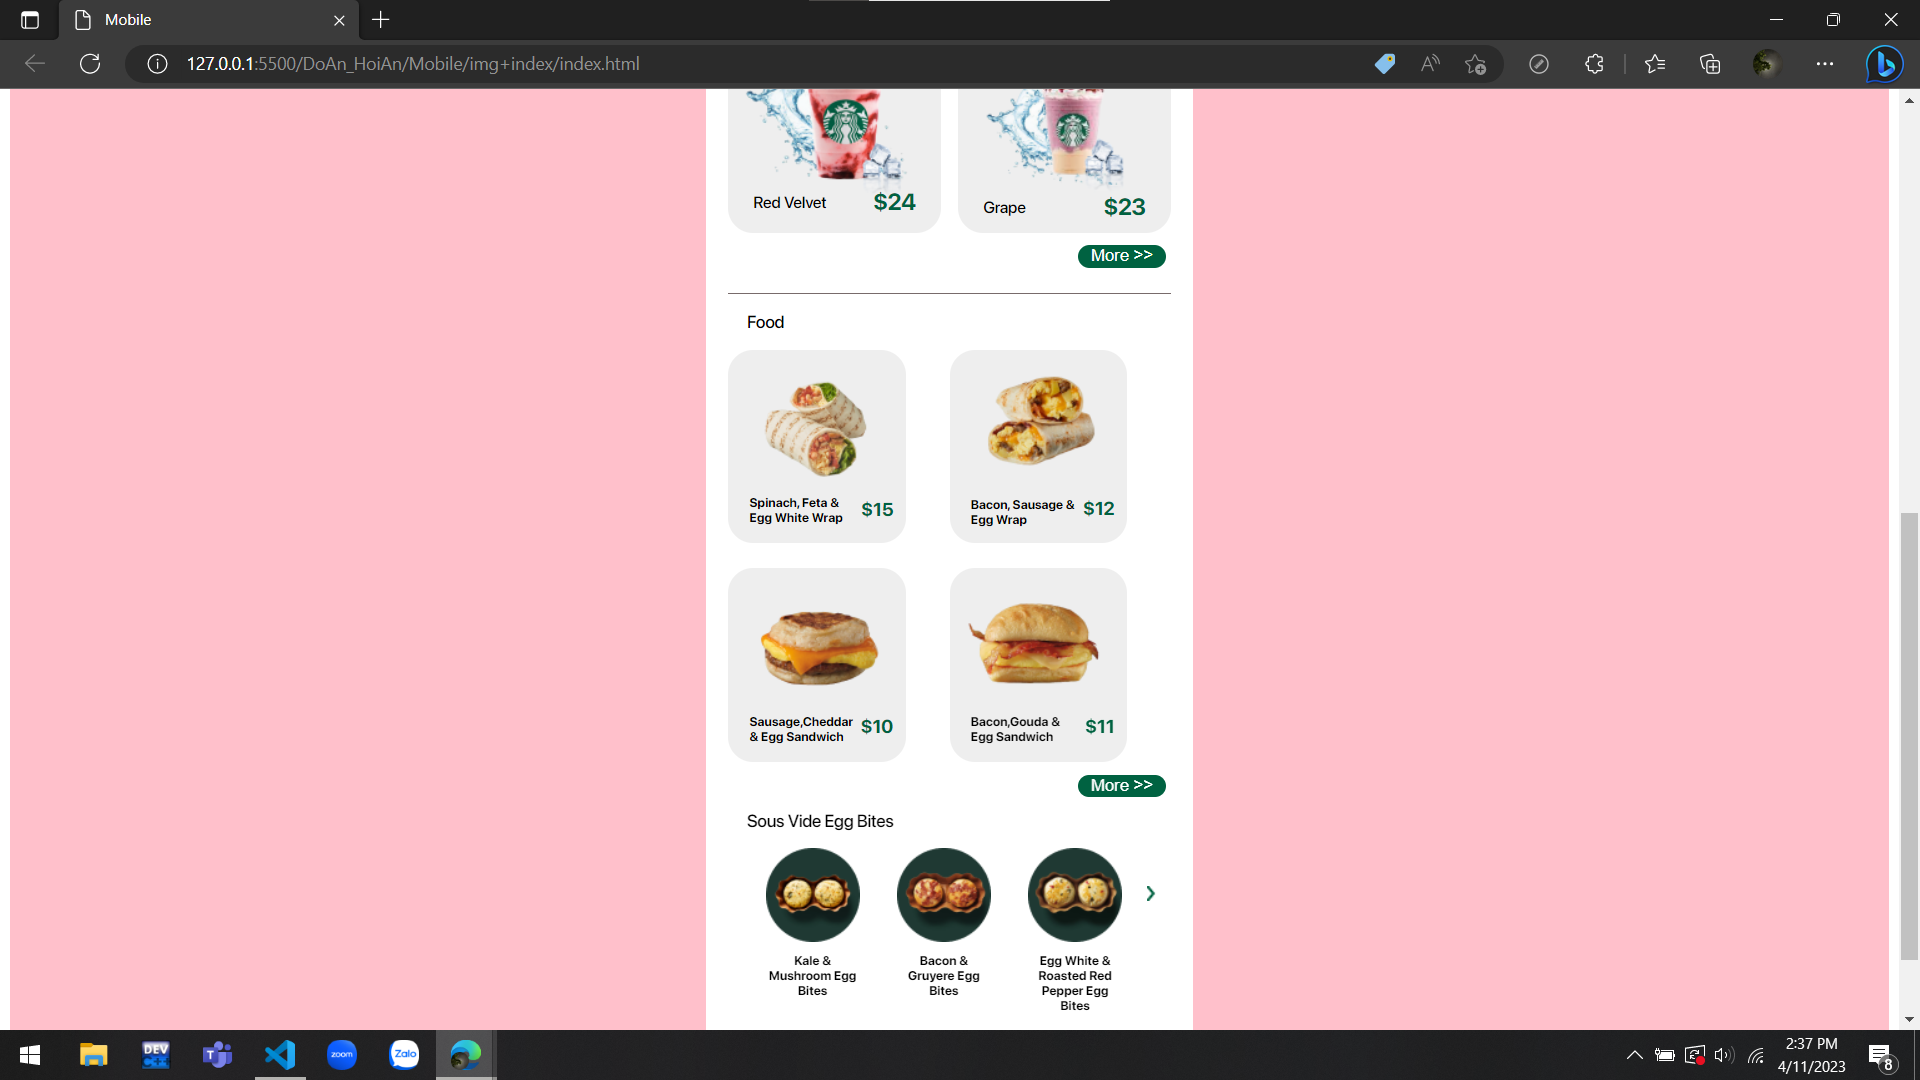 Mobile
127.0.0.1:5500/DoAn_HoiAn/Mobile/img+index/index.html
Red Velvet $24
Grape $23
More >>
Food
Spinach, Feta & 
Egg White Wrap $15
Bacon, Sausage & 
Egg Wrap $12
Sausage,Cheddar
& Egg Sandwich $10
Bacon,Gouda &
Egg Sandwich $11
More >>
Sous Vide Egg Bites
Kale &
Mushroom Egg
Bites
Bacon &
Gruyere Egg
Bites
Egg White &
Roasted Red
Pepper Egg
Bites
DEV
C++
zoom
Zalo
2:37 PM
4/11/2023
8